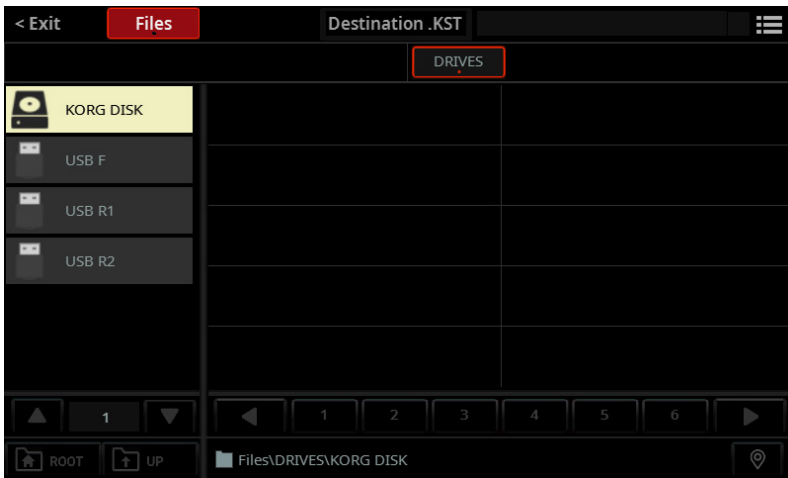 < Exit Files Destination .KST
DRIVES
KORG DISK
USB F
USB R1
USB R2
1 1 2 3 4 5 6
ROOT UP Files\DRIVES\KORG DISK